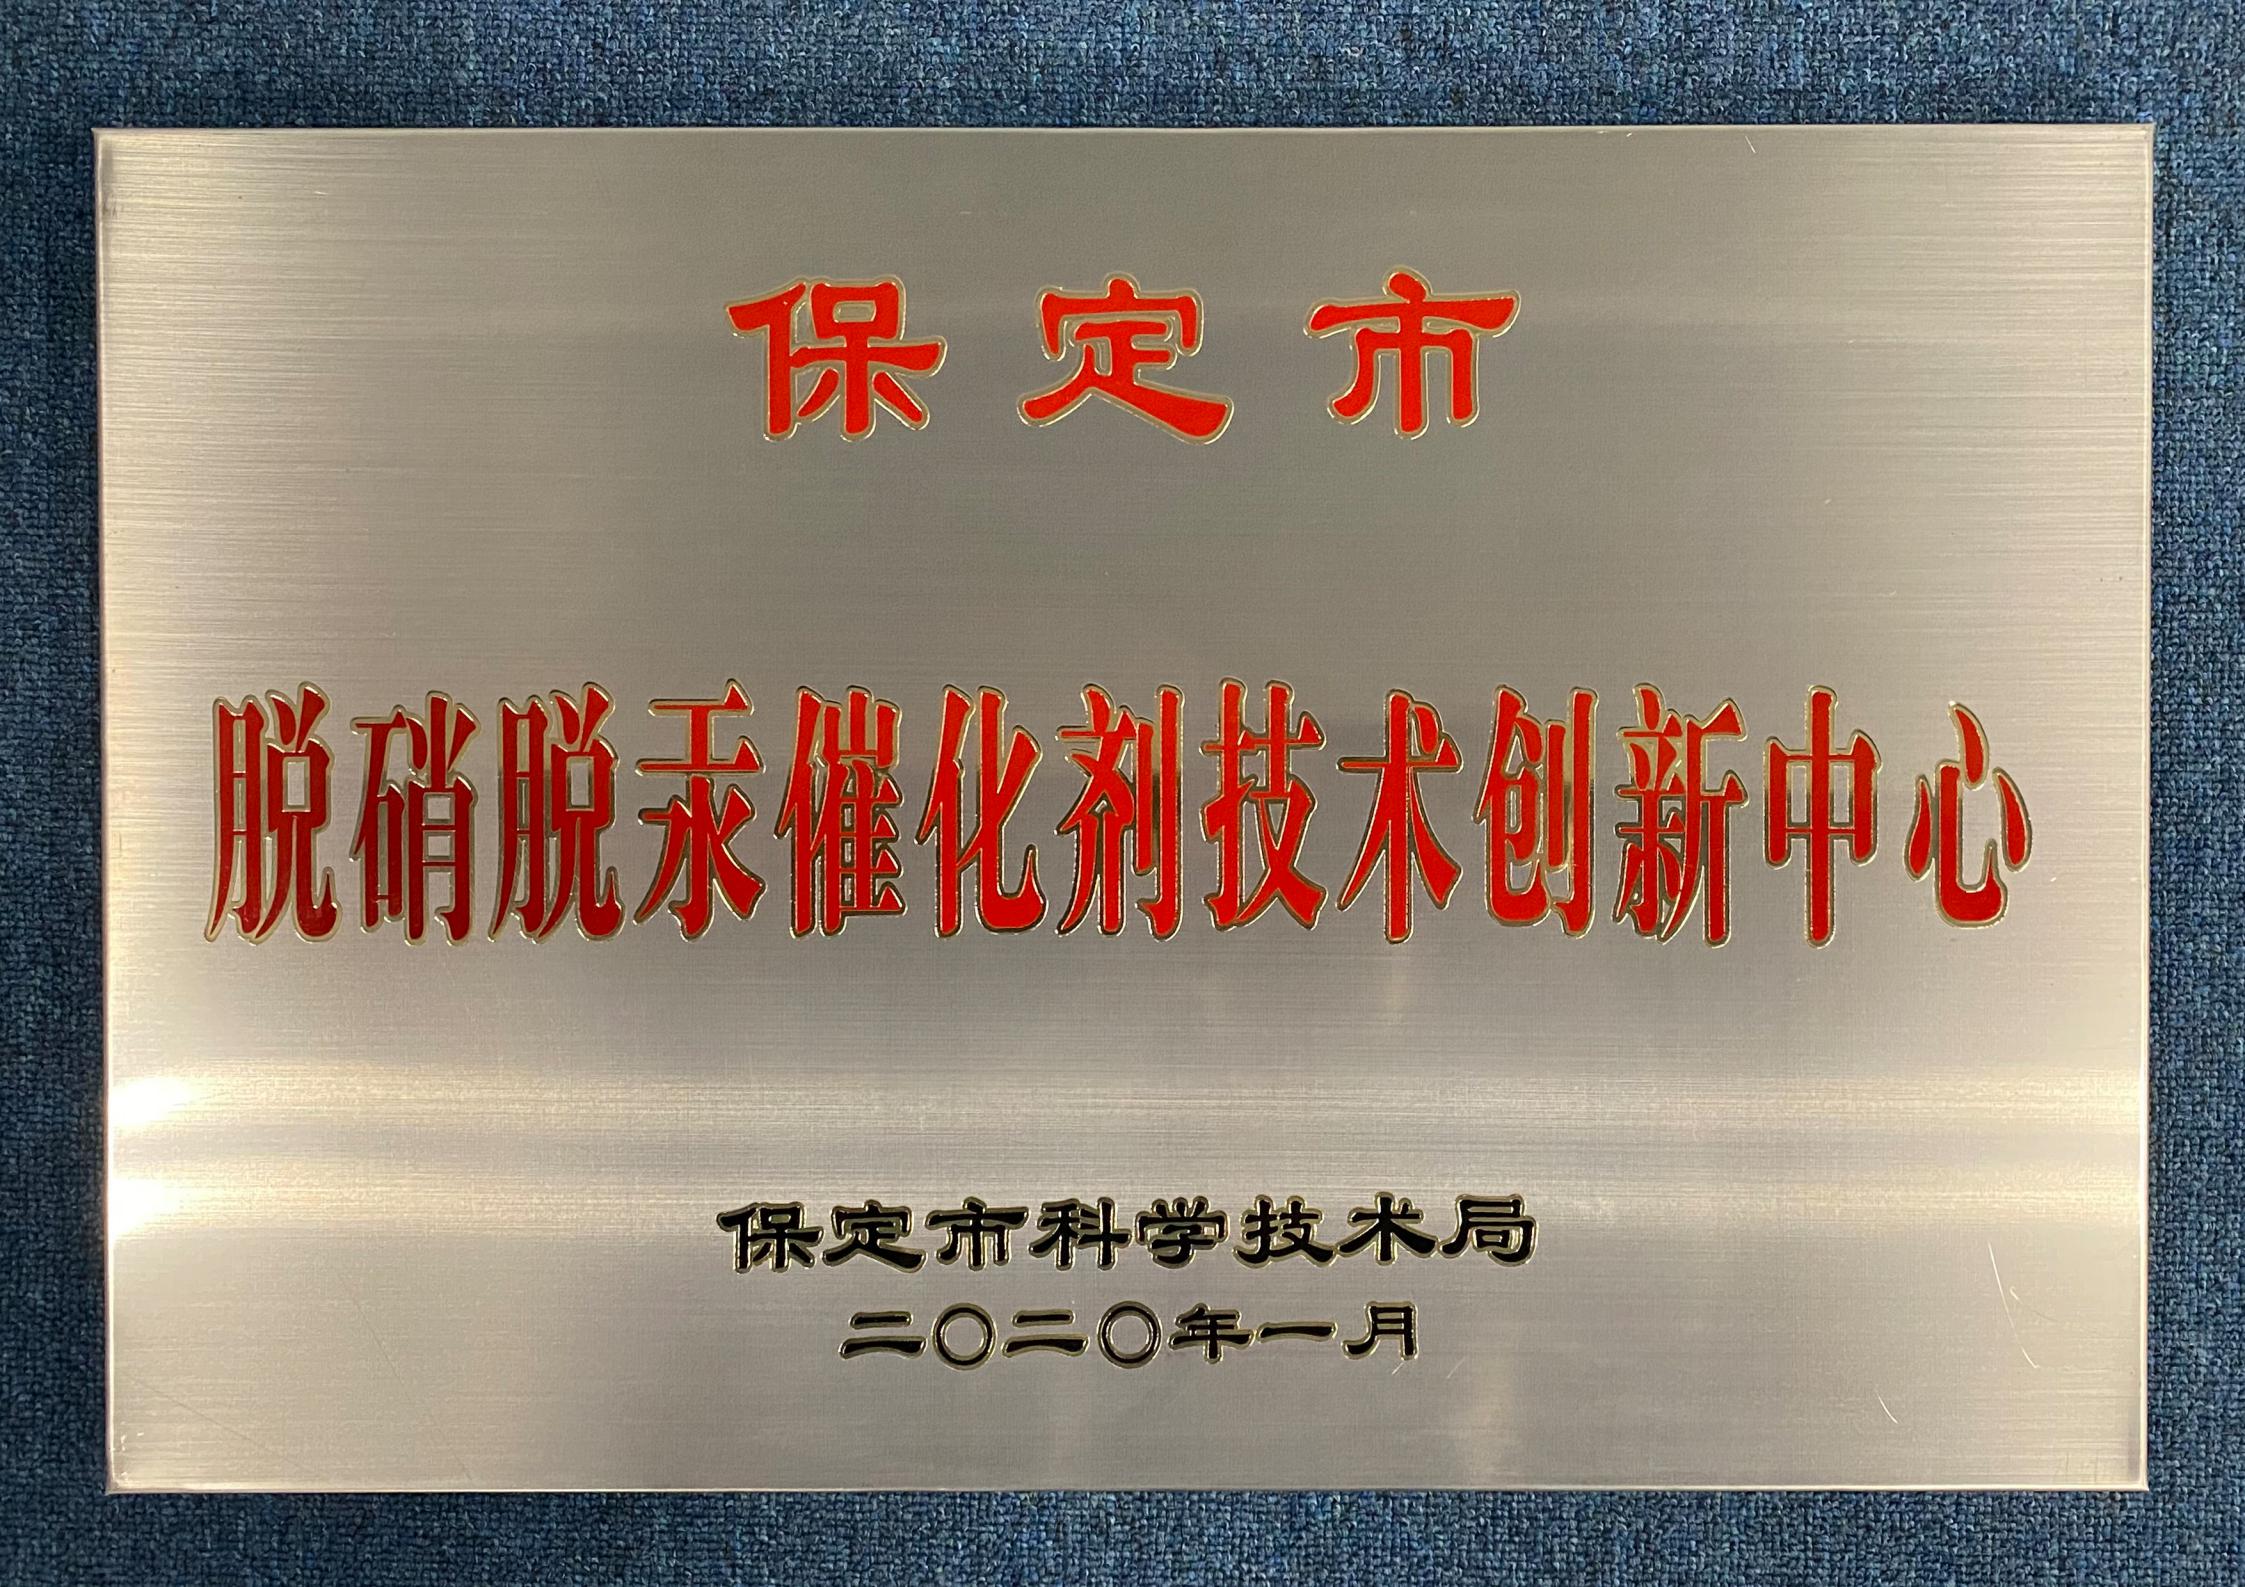 保定市
脱硝脱汞催化剂技术创新中心
保定市科学技术局
二〇二〇年一月